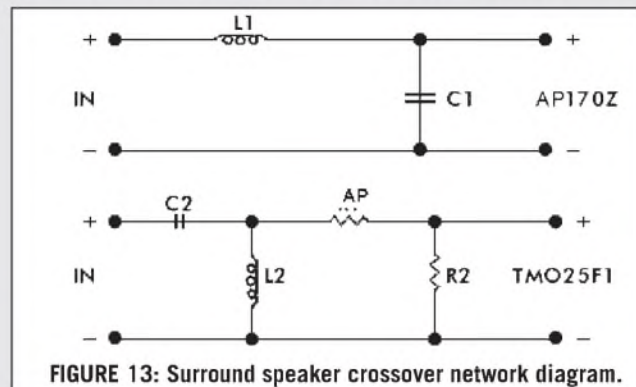 L1
+ +
IN C1 AP170Z
− −
C2 AP
+ +
IN L2 R2 TMO25F1
− −
FIGURE 13: Surround speaker crossover network diagram.